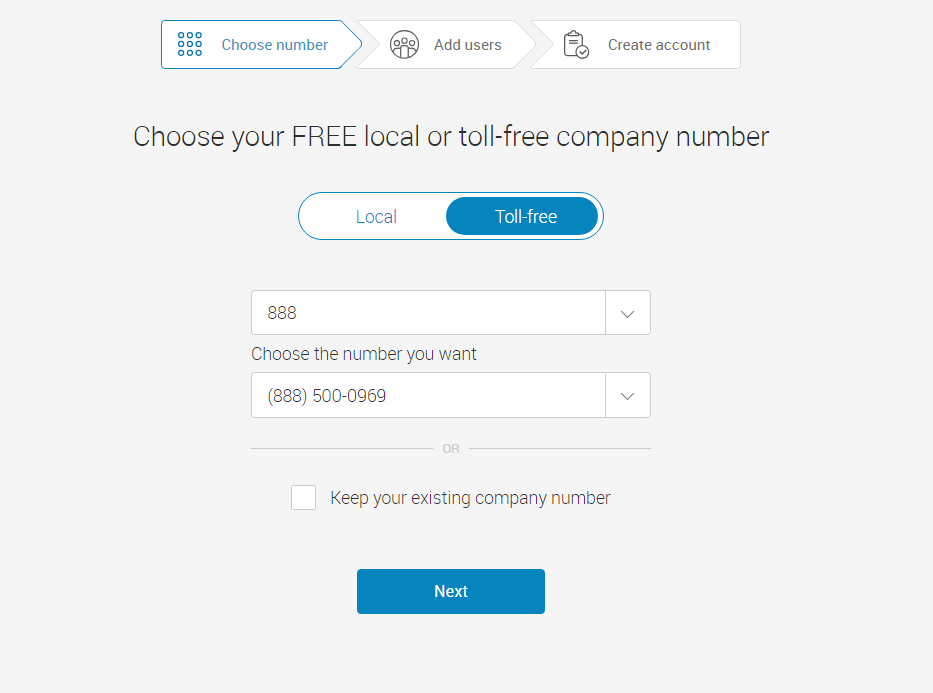 Choose number
Add users
Create account
Choose your FREE local or toll-free company number
Local
Toll-free
888
Choose the number you want
(888) 500-0969
OR
Keep your existing company number
Next